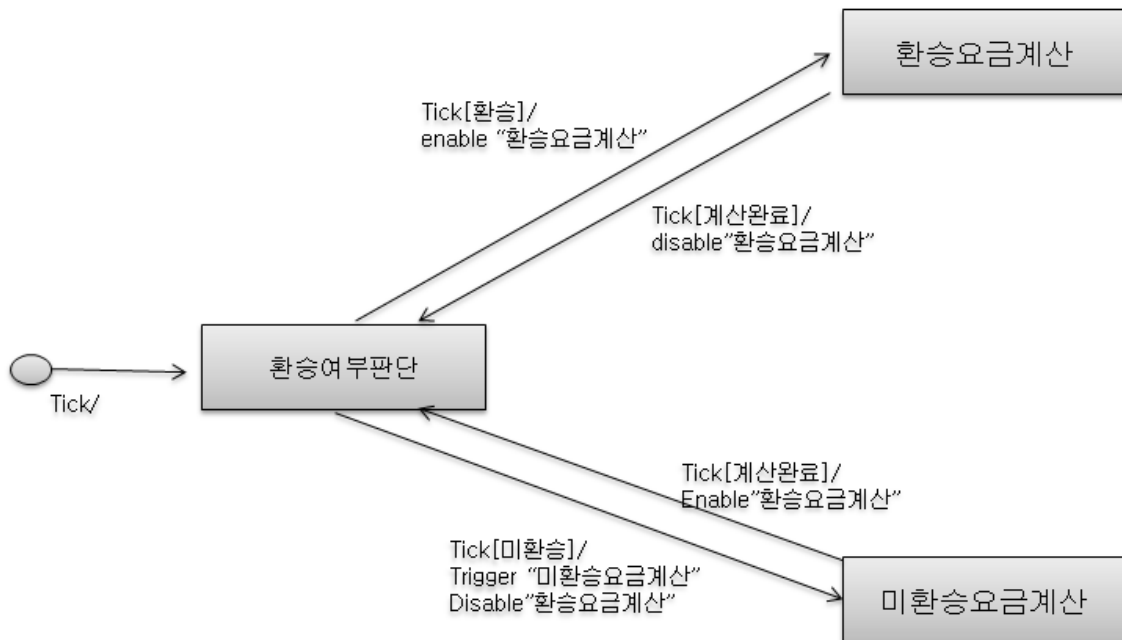 환승요금계산
Tick[환승]/
enable “환승요금계산”
Tick[계산완료]/
disable”환승요금계산”
환승여부판단
Tick/
Tick[계산완료]/
Enable”환승요금계산”
Tick[미환승]/
Trigger “미환승요금계산”
Disable”환승요금계산”
미환승요금계산